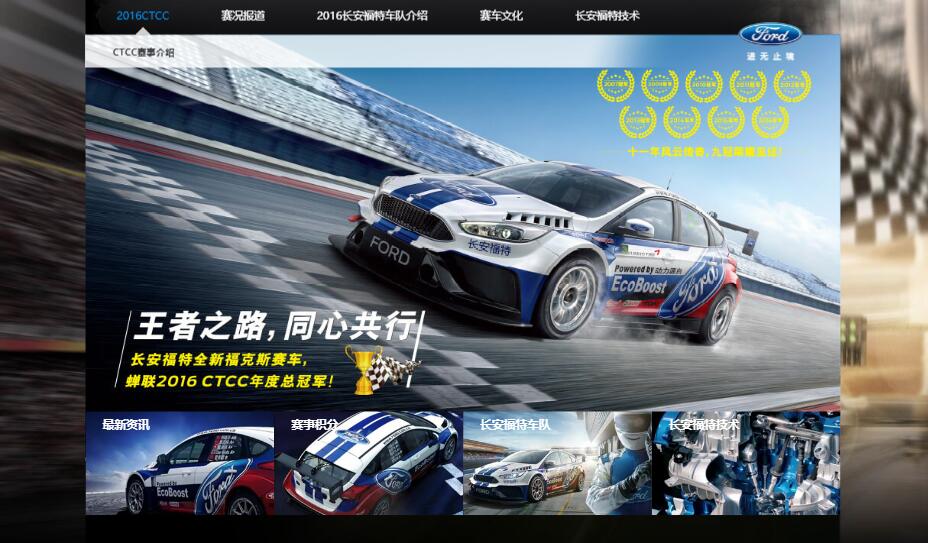 2016CTCC
赛况报道
2016长安福特车队介绍
赛车文化
长安福特技术
CTCC赛事介绍
Ford
进无止境
2007冠军
2009冠军
2010冠军
2011冠军
2012冠军
2013冠军
2014冠军
2015冠军
2016冠军
十一年风云传奇,九冠荣耀至征!
FORD
长安福特
Powered by 动力源自
EcoBoost
Ford
王者之路,同心共行
长安福特全新福克斯赛车,
蝉联2016 CTCC年度总冠军!
最新资讯
赛事积分
长安福特车队
长安福特技术
Powered by
EcoBoost
Ford
Ford
FORD